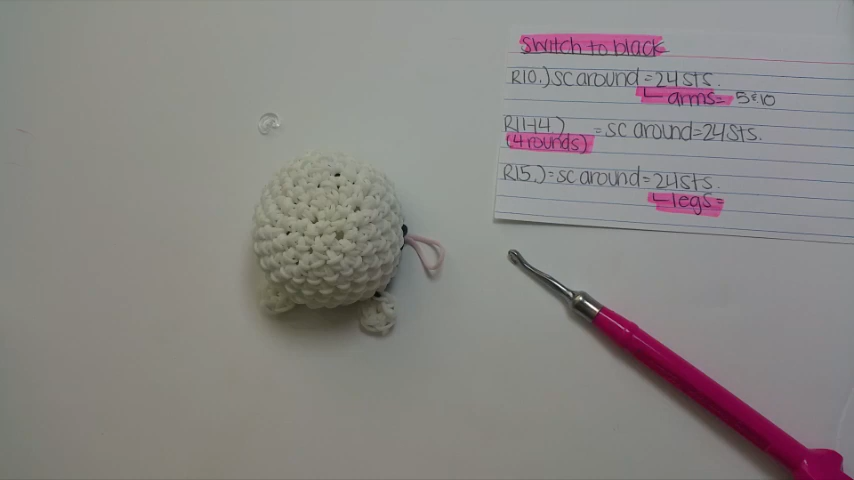 switch to black
R10.) sc around = 24 sts.
└ arms = 5 & 10
R11-14.) = sc around = 24 sts.
(4 rounds)
R15.) = sc around = 24 sts.
└ legs =